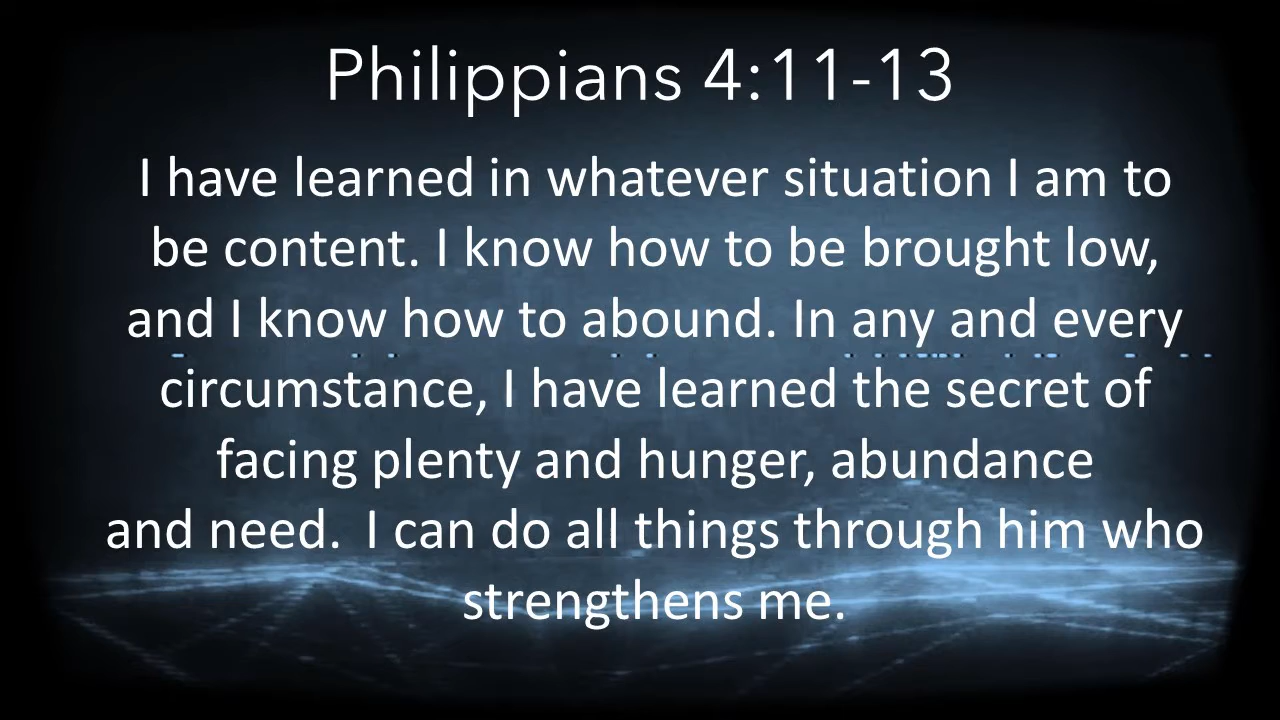 Philippians 4:11-13
I have learned in whatever situation I am to
be content. I know how to be brought low,
and I know how to abound. In any and every
circumstance, I have learned the secret of
facing plenty and hunger, abundance
and need.  I can do all things through him who
strengthens me.